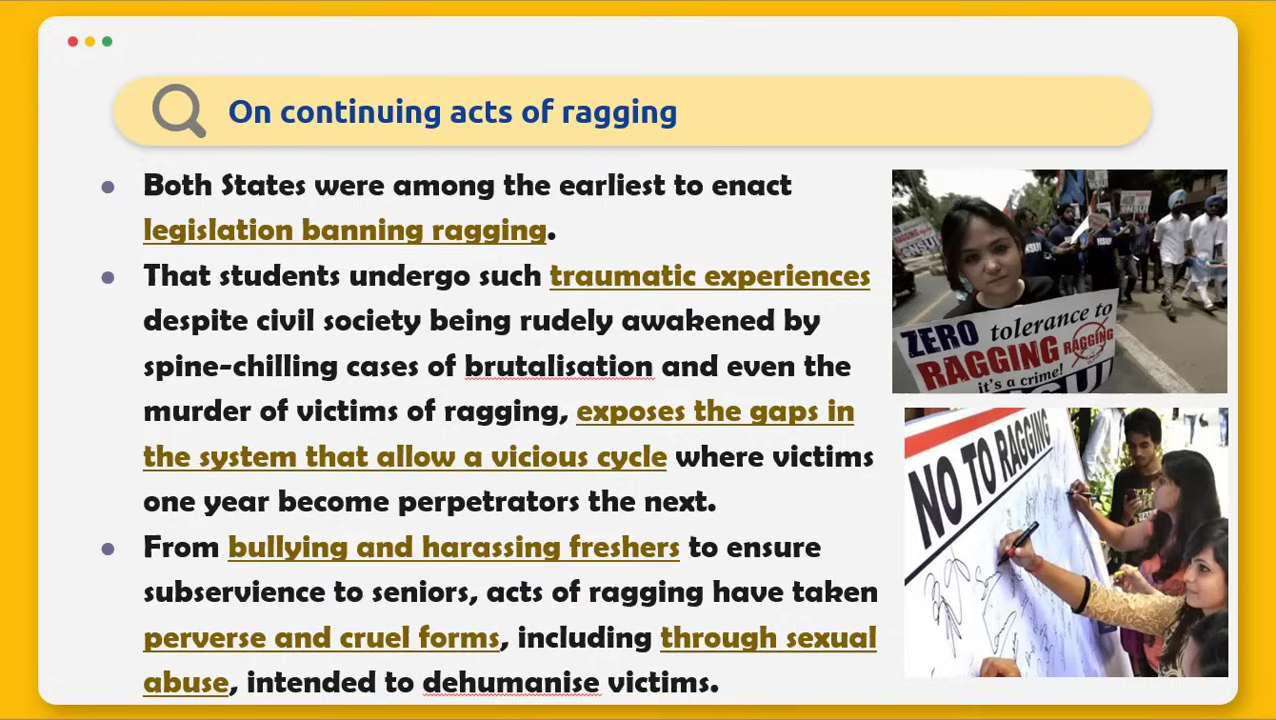 On continuing acts of ragging
Both States were among the earliest to enact
legislation banning ragging.
That students undergo such traumatic experiences
despite civil society being rudely awakened by
spine-chilling cases of brutalisation and even the
murder of victims of ragging, exposes the gaps in
the system that allow a vicious cycle where victims
one year become perpetrators the next.
From bullying and harassing freshers to ensure
subservience to seniors, acts of ragging have taken
perverse and cruel forms, including through sexual
abuse, intended to dehumanise victims.
NSUI
ZERO tolerance to
RAGGING RAGGING
it's a crime!
NO TO RAGGING